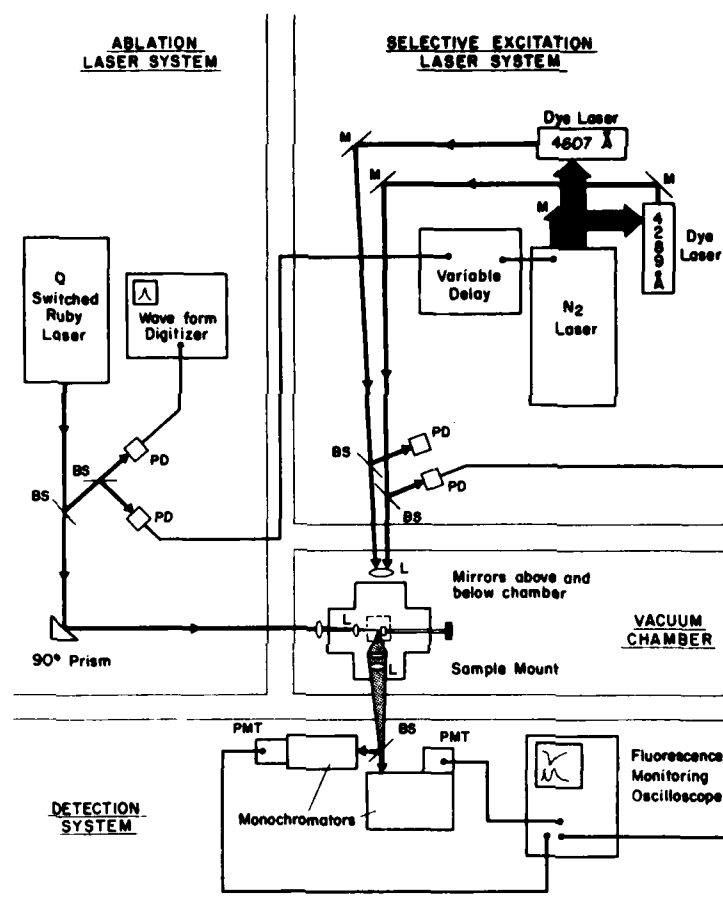 ABLATION
LASER SYSTEM
SELECTIVE EXCITATION
LASER SYSTEM
Dye Laser
4607 Å
M
M
M
M
4289 Å
Dye
Laser
Q
Switched
Ruby
Laser
Wave form
Digitizer
Variable
Delay
N2
Laser
PD
BS
BS
PD
BS
PD
PD
BS
L
Mirrors above and
below chamber
L
VACUUM
CHAMBER
90° Prism
L
Sample Mount
PMT
BS
PMT
Fluorescence
Monitoring
Oscilloscope
DETECTION
SYSTEM
Monochromators